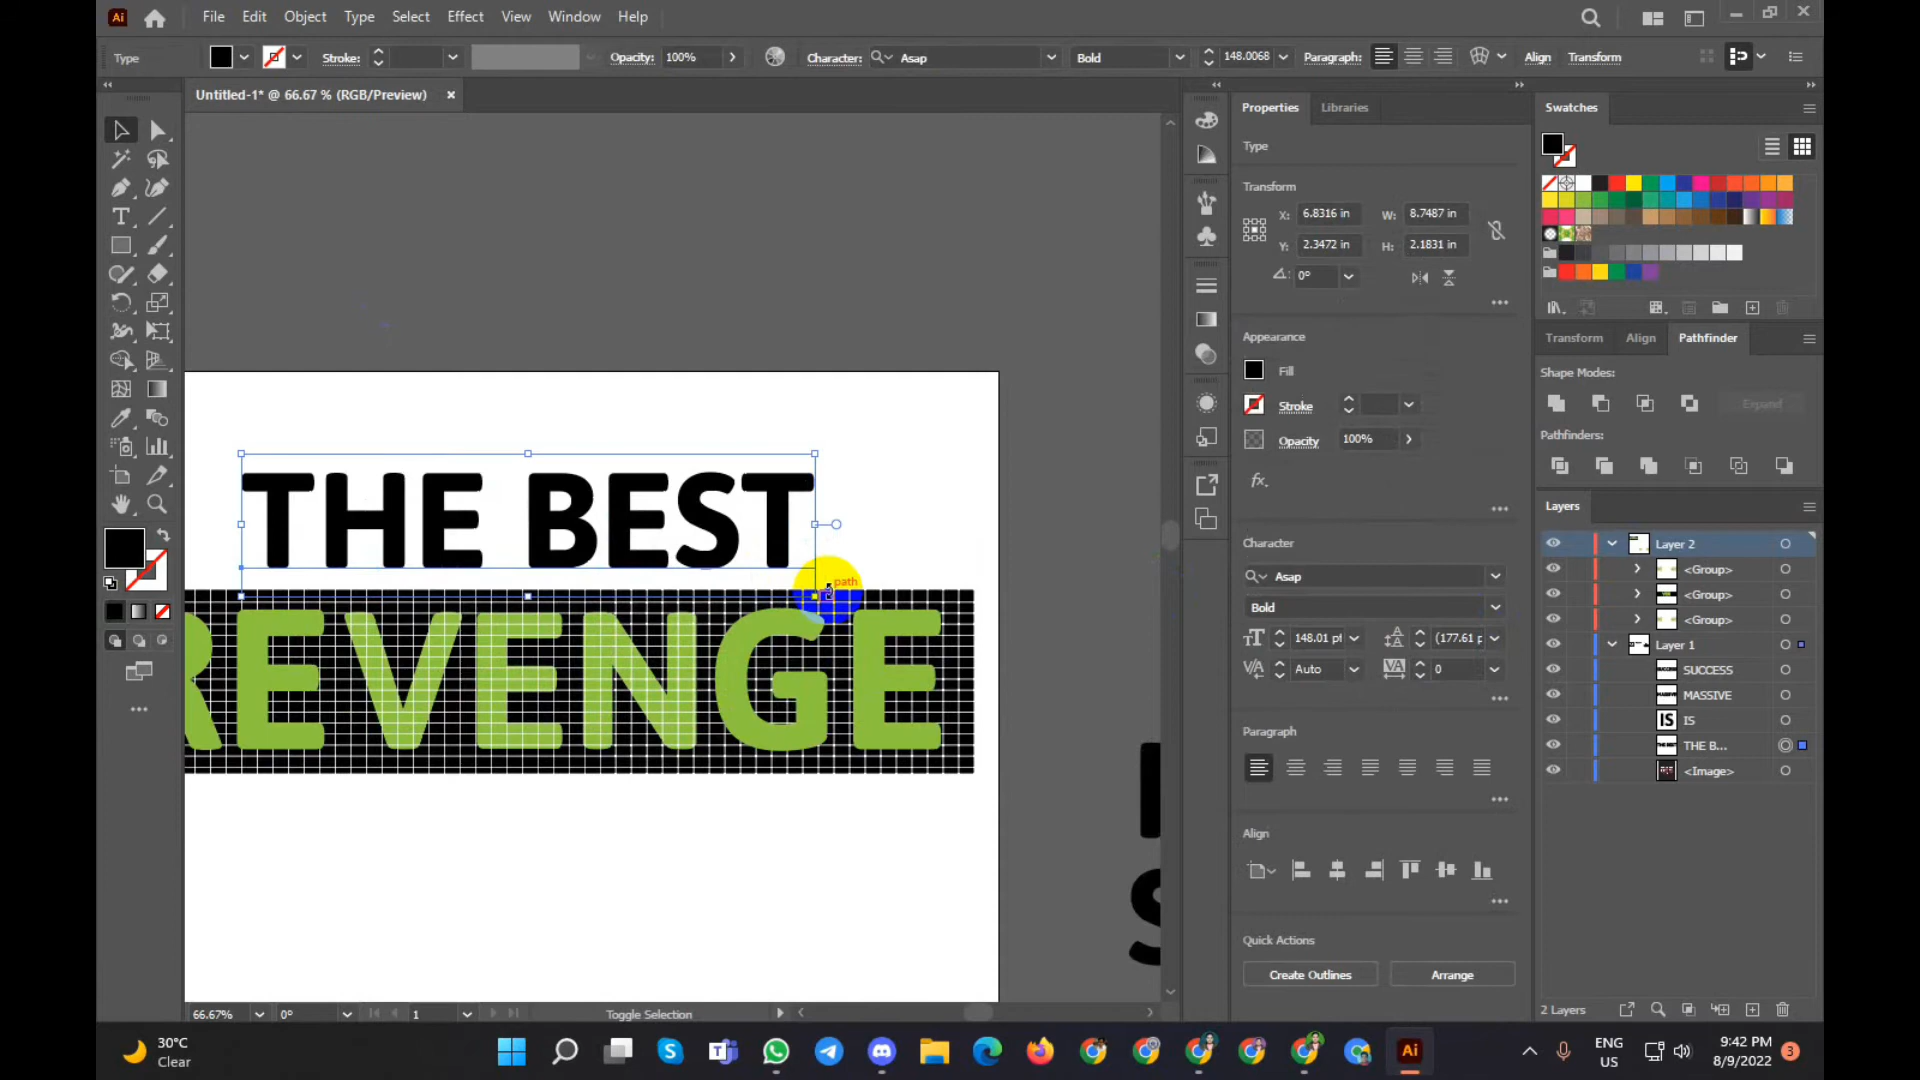 File Edit Object Type Select Effect View Window Help
Type Stroke: Opacity: 100% Character: Asap Bold 148.0068 Paragraph: Align Transform
Untitled-1* @ 66.67 % (RGB/Preview)
THE BEST
path
REVENGE
I
S
Properties Libraries
Type
Transform
X: 6.8316 in W: 8.7487 in
Y: 2.3472 in H: 2.1831 in
0°
Appearance
Fill
Stroke
Opacity 100%
fx.
Character
Asap
Bold
148.01 pt (177.61 p
Auto 0
Paragraph
Align
Quick Actions
Create Outlines Arrange
Swatches
Transform Align Pathfinder
Shape Modes:
Expand
Pathfinders:
Layers
Layer 2
<Group>
<Group>
<Group>
Layer 1
SUCCESS
MASSIVE
IS IS
THE B...
<Image>
2 Layers
66.67% 0° 1 Toggle Selection
30°C
Clear
ENG
US
9:42 PM
8/9/2022
3